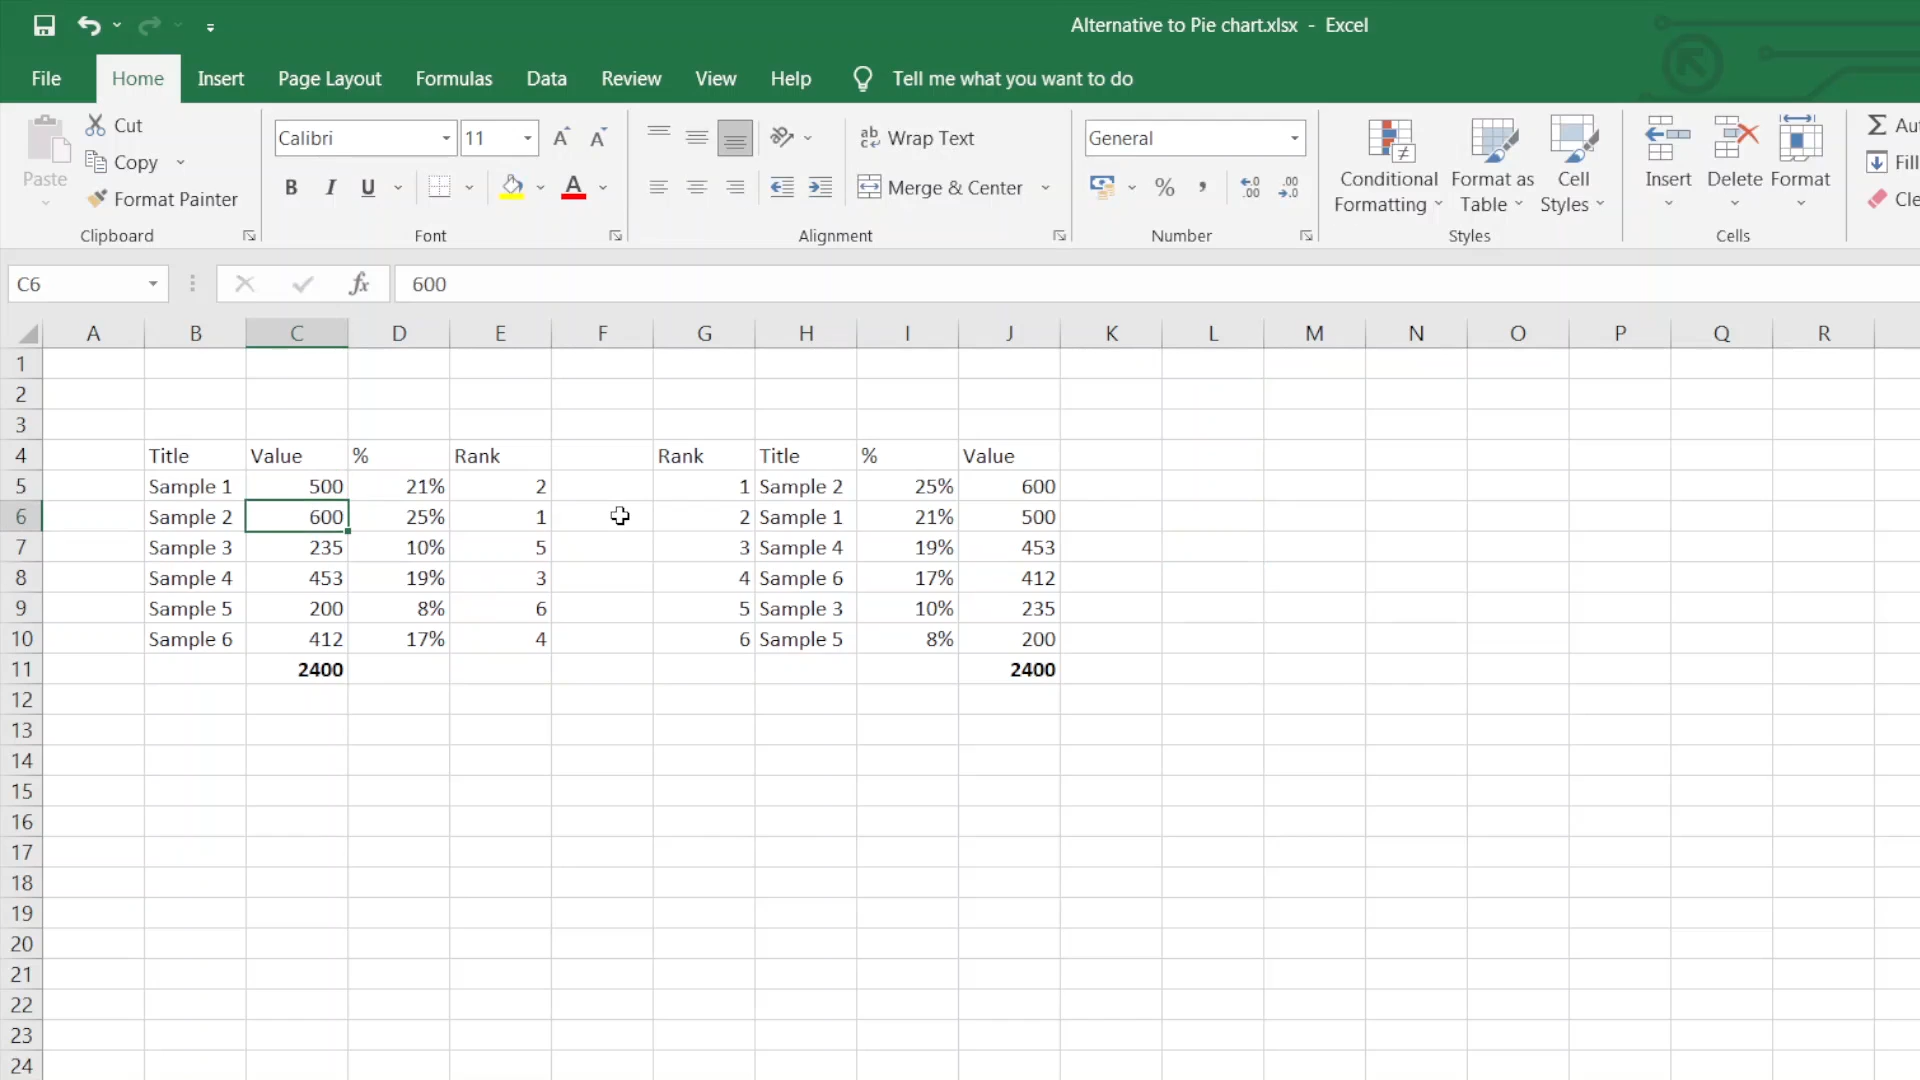 Alternative to Pie chart.xlsx - Excel
File Home Insert Page Layout Formulas Data Review View Help Tell me what you want to do
Paste Cut Copy Format Painter
Clipboard
Calibri 11 A A
B I U A
Font
ab Wrap Text
Merge & Center
Alignment
General
% , .00 .0
Number
Conditional Formatting Format as Table Cell Styles
Styles
Insert Delete Format
Cells
Σ Au
Fill
Cle
C6 fx 600
A B C D E F G H I J K L M N O P Q R
1
2
3
4 Title Value % Rank Rank Title % Value
5 Sample 1 500 21% 2 1 Sample 2 25% 600
6 Sample 2 600 25% 1 2 Sample 1 21% 500
7 Sample 3 235 10% 5 3 Sample 4 19% 453
8 Sample 4 453 19% 3 4 Sample 6 17% 412
9 Sample 5 200 8% 6 5 Sample 3 10% 235
10 Sample 6 412 17% 4 6 Sample 5 8% 200
11 2400 2400
12
13
14
15
16
17
18
19
20
21
22
23
24